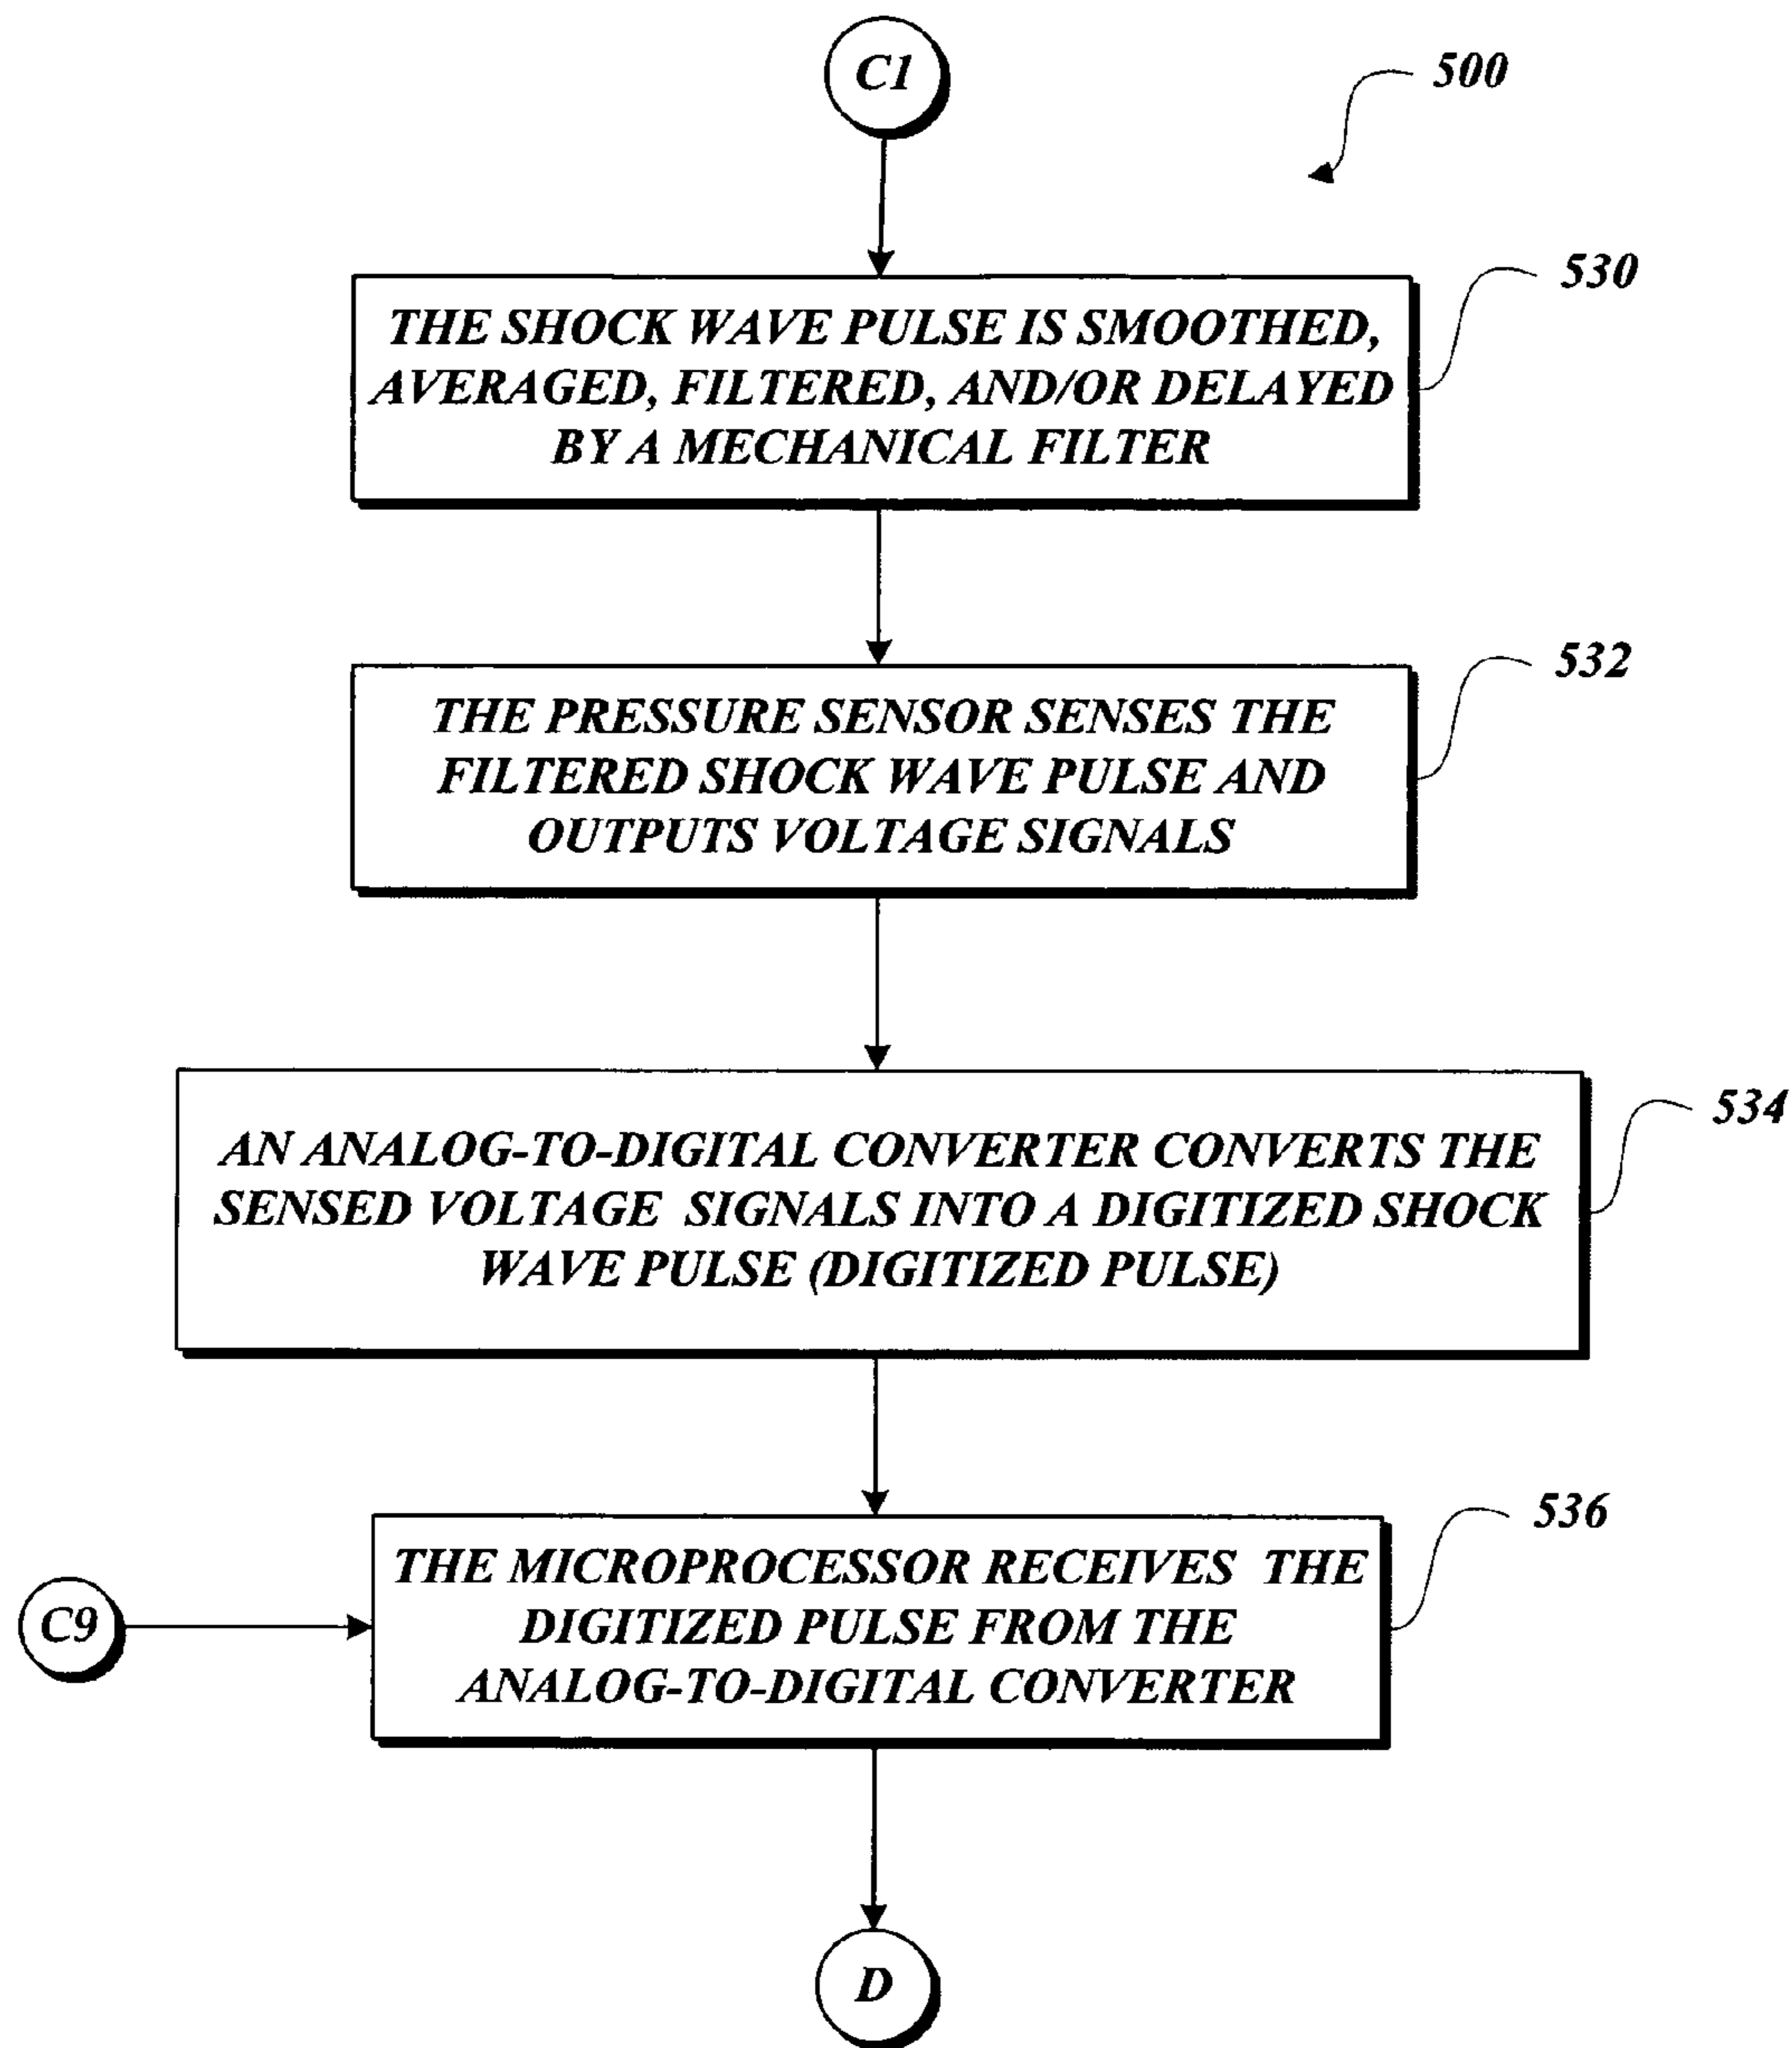 C1
500
530
THE SHOCK WAVE PULSE IS SMOOTHED,
AVERAGED, FILTERED, AND/OR DELAYED
BY A MECHANICAL FILTER
532
THE PRESSURE SENSOR SENSES THE
FILTERED SHOCK WAVE PULSE AND
OUTPUTS VOLTAGE SIGNALS
534
AN ANALOG-TO-DIGITAL CONVERTER CONVERTS THE
SENSED VOLTAGE SIGNALS INTO A DIGITIZED SHOCK
WAVE PULSE (DIGITIZED PULSE)
536
THE MICROPROCESSOR RECEIVES THE
DIGITIZED PULSE FROM THE
ANALOG-TO-DIGITAL CONVERTER
C9
D